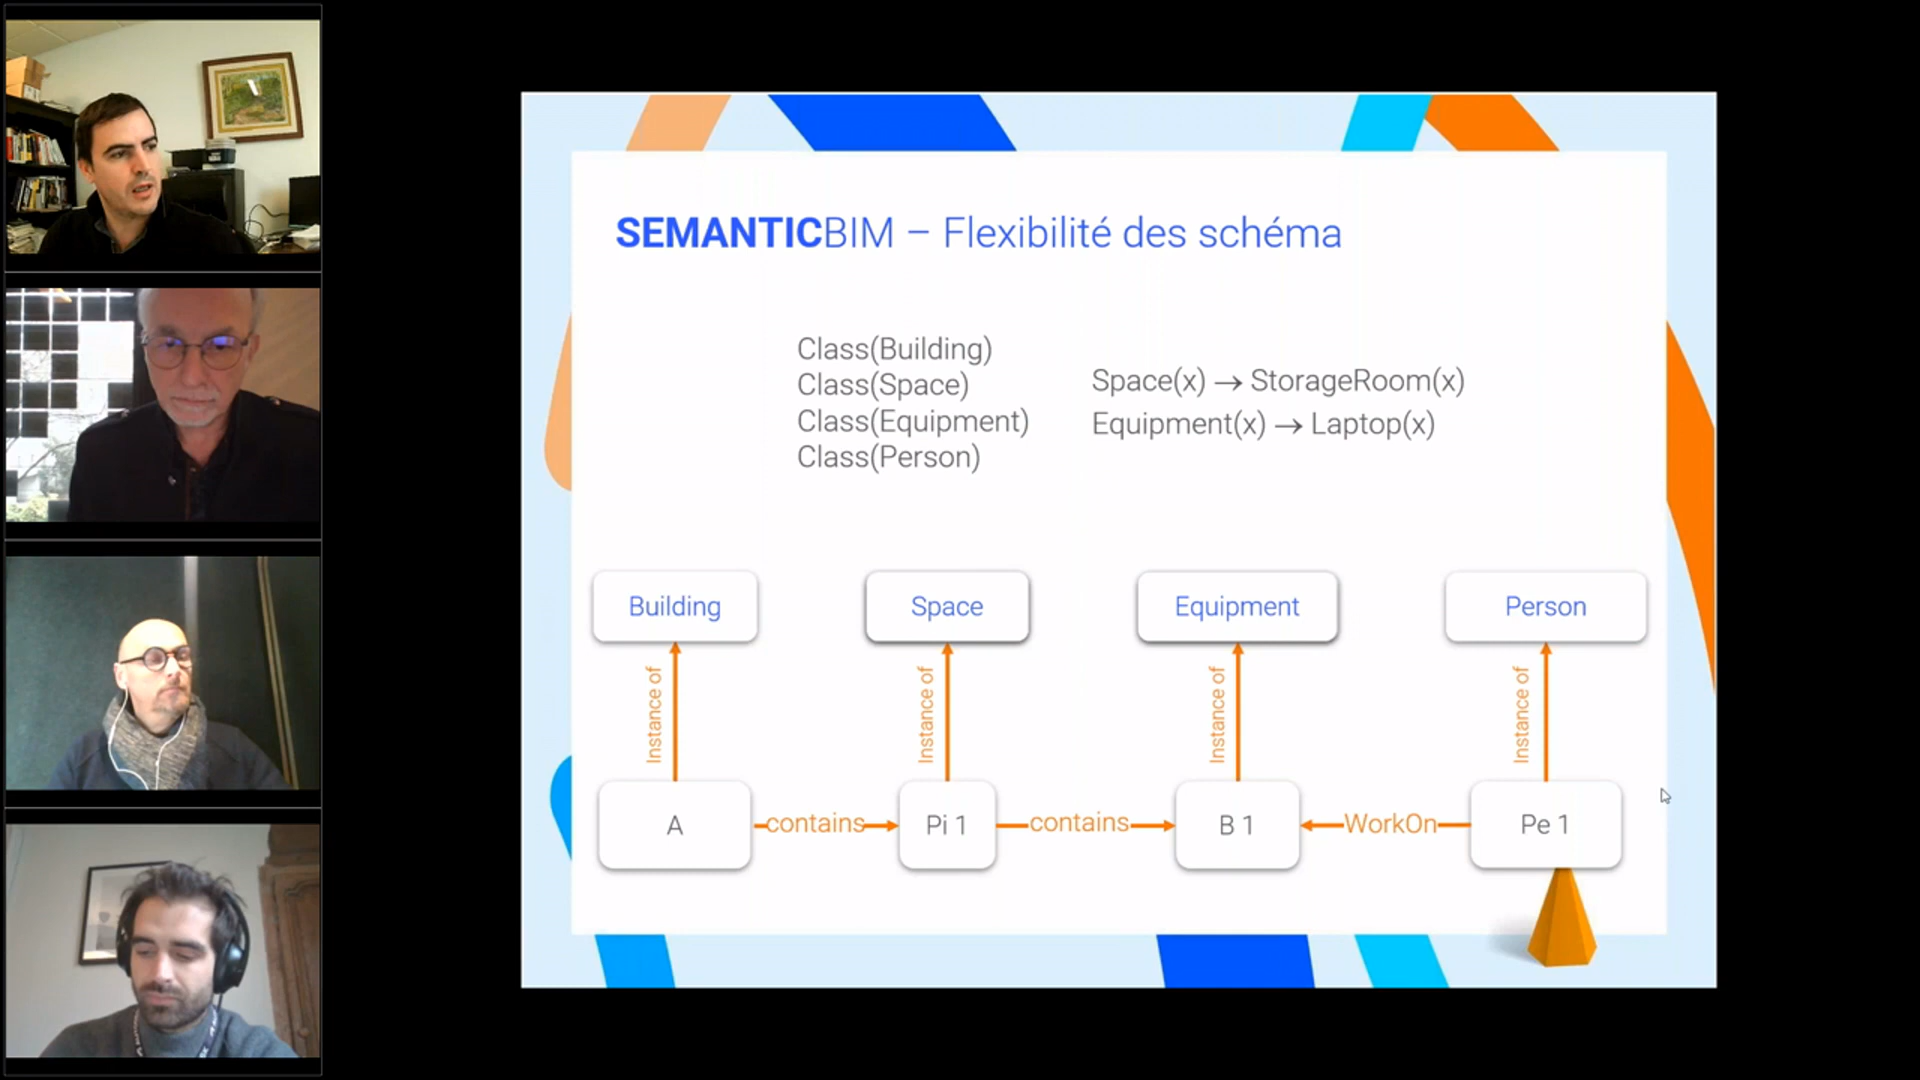 SEMANTICBIM – Flexibilité des schéma
Class(Building)
Class(Space)
Class(Equipment)
Class(Person)
Space(x) → StorageRoom(x)
Equipment(x) → Laptop(x)
Building
Space
Equipment
Person
Instance of
Instance of
Instance of
Instance of
A
contains
Pi 1
contains
B 1
WorkOn
Pe 1